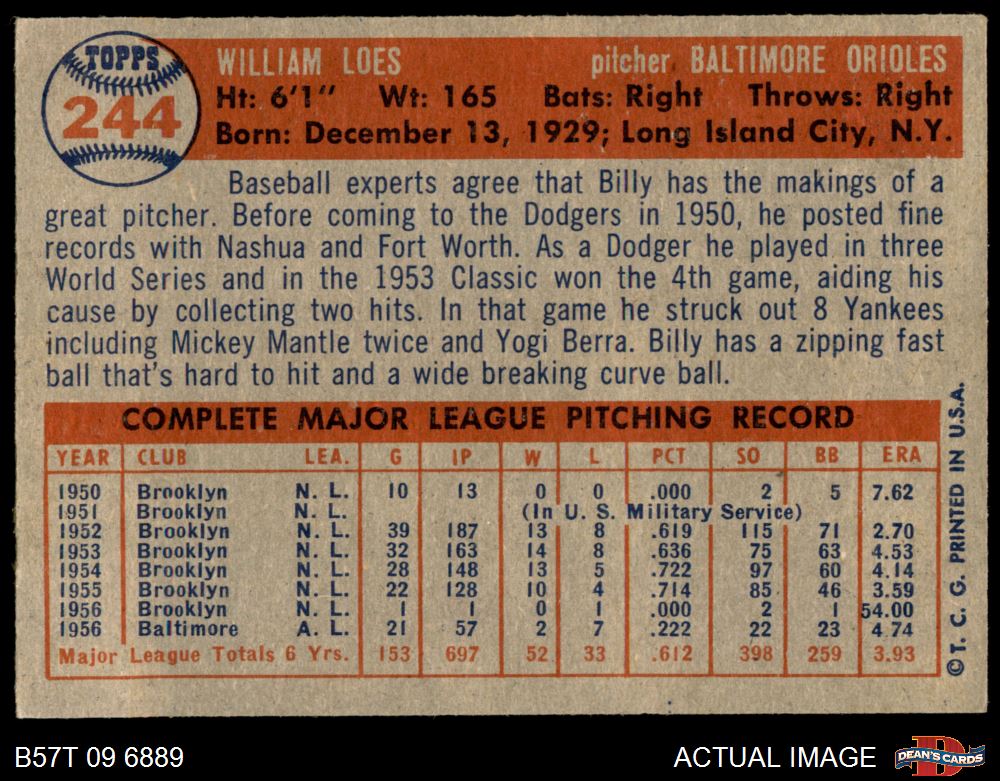 TOPPS
244
WILLIAM LOES pitcher BALTIMORE ORIOLES
Ht: 6'1" Wt: 165 Bats: Right Throws: Right
Born: December 13, 1929; Long Island City, N.Y.
Baseball experts agree that Billy has the makings of a
great pitcher. Before coming to the Dodgers in 1950, he posted fine
records with Nashua and Fort Worth. As a Dodger he played in three
World Series and in the 1953 Classic won the 4th game, aiding his
cause by collecting two hits. In that game he struck out 8 Yankees
including Mickey Mantle twice and Yogi Berra. Billy has a zipping fast
ball that's hard to hit and a wide breaking curve ball.
COMPLETE MAJOR LEAGUE PITCHING RECORD
YEAR CLUB LEA. G IP W L PCT SO BB ERA
1950 Brooklyn N. L. 10 13 0 0 .000 2 5 7.62
1951 Brooklyn N. L. (In U. S. Military Service)
1952 Brooklyn N. L. 39 187 13 8 .619 115 71 2.70
1953 Brooklyn N. L. 32 163 14 8 .636 75 63 4.53
1954 Brooklyn N. L. 28 148 13 5 .722 97 60 4.14
1955 Brooklyn N. L. 22 128 10 4 .714 85 46 3.59
1956 Brooklyn N. L. 1 1 0 1 .000 2 1 54.00
1956 Baltimore A. L. 21 57 2 7 .222 22 23 4.74
Major League Totals 6 Yrs. 153 697 52 33 .612 398 259 3.93
© T. C. G. PRINTED IN U.S.A.
B57T 09 6889 ACTUAL IMAGE
DEAN'S CARDS